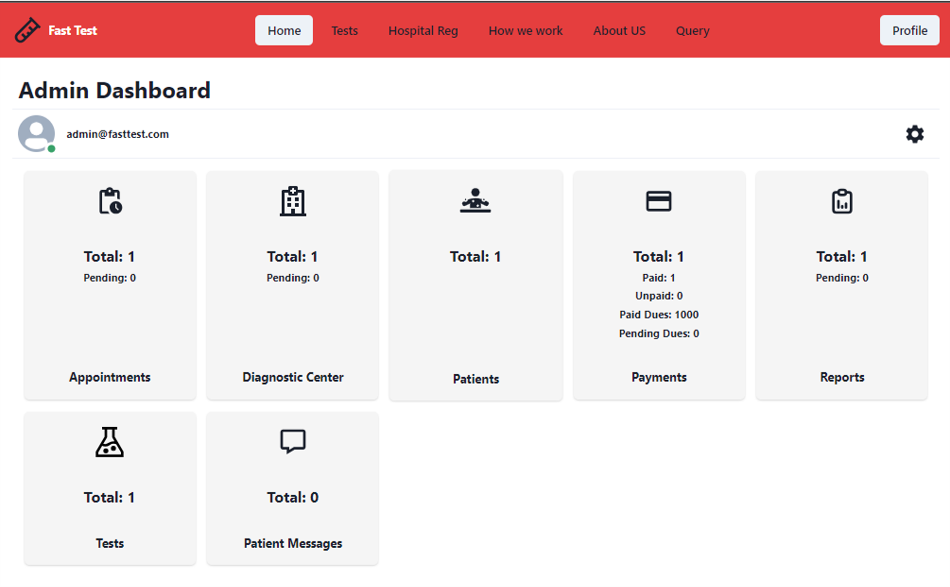 Fast Test
Home Tests Hospital Reg How we work About US Query
Profile
Admin Dashboard
admin@fasttest.com
Total: 1
Pending: 0
Appointments
Total: 1
Pending: 0
Diagnostic Center
Total: 1
Patients
Total: 1
Paid: 1
Unpaid: 0
Paid Dues: 1000
Pending Dues: 0
Payments
Total: 1
Pending: 0
Reports
Total: 1
Tests
Total: 0
Patient Messages